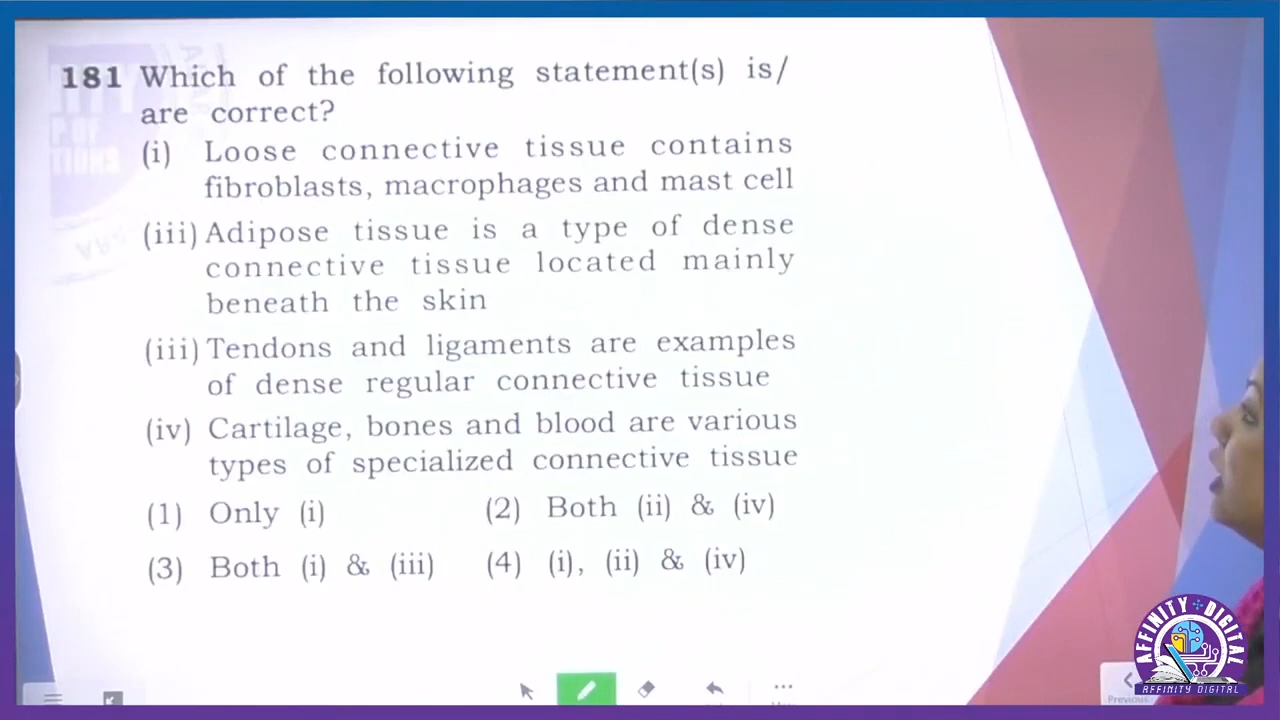 181 Which of the following statement(s) is/
are correct?
(i) Loose connective tissue contains
fibroblasts, macrophages and mast cell
(iii) Adipose tissue is a type of dense
connective tissue located mainly
beneath the skin
(iii) Tendons and ligaments are examples
of dense regular connective tissue
(iv) Cartilage, bones and blood are various
types of specialized connective tissue
(1) Only (i) (2) Both (ii) & (iv)
(3) Both (i) & (iii) (4) (i), (ii) & (iv)
AFFINITY DIGITAL
AFFINITY DIGITAL
Previous